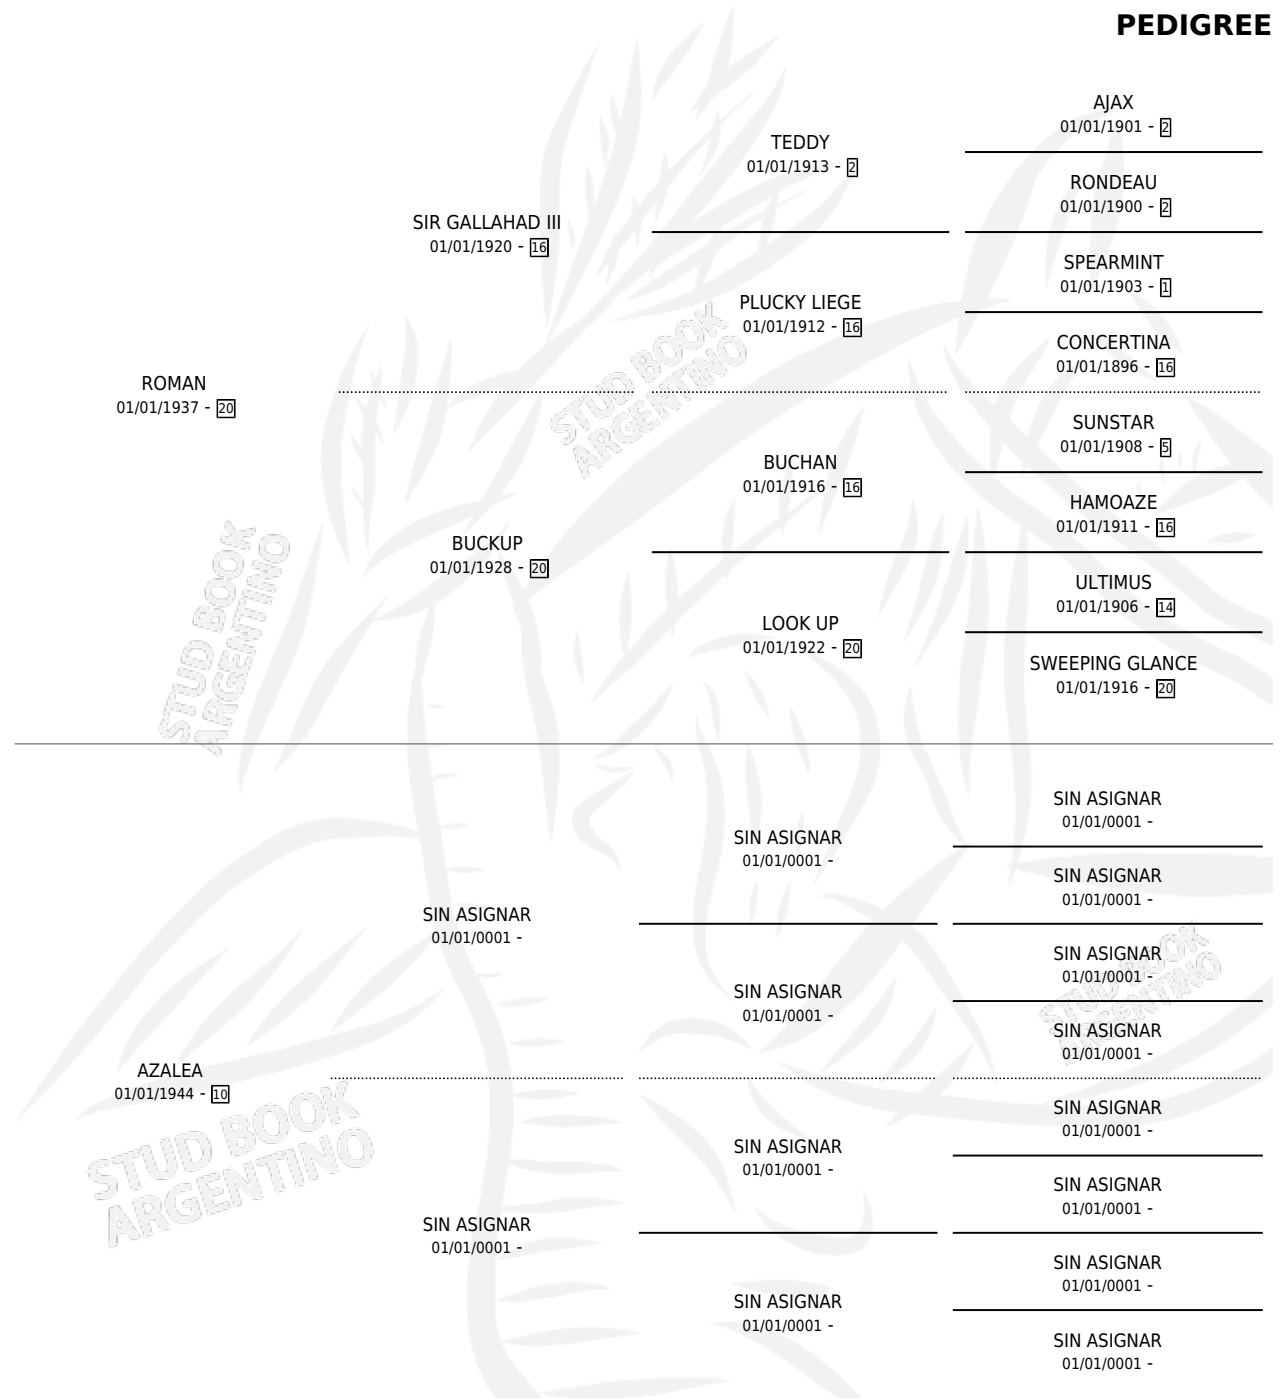 PEDIGREE
AJAX
01/01/1901 - 2
TEDDY
01/01/1913 - 2
RONDEAU
01/01/1900 - 2
SIR GALLAHAD III
01/01/1920 - 16
SPEARMINT
01/01/1903 - 1
PLUCKY LIEGE
01/01/1912 - 16
CONCERTINA
01/01/1896 - 16
ROMAN
01/01/1937 - 20
SUNSTAR
01/01/1908 - 5
BUCHAN
01/01/1916 - 16
HAMOAZE
01/01/1911 - 16
BUCKUP
01/01/1928 - 20
ULTIMUS
01/01/1906 - 14
LOOK UP
01/01/1922 - 20
SWEEPING GLANCE
01/01/1916 - 20
SIN ASIGNAR
01/01/0001 -
SIN ASIGNAR
01/01/0001 -
SIN ASIGNAR
01/01/0001 -
SIN ASIGNAR
01/01/0001 -
SIN ASIGNAR
01/01/0001 -
SIN ASIGNAR
01/01/0001 -
SIN ASIGNAR
01/01/0001 -
AZALEA
01/01/1944 - 10
SIN ASIGNAR
01/01/0001 -
SIN ASIGNAR
01/01/0001 -
SIN ASIGNAR
01/01/0001 -
SIN ASIGNAR
01/01/0001 -
SIN ASIGNAR
01/01/0001 -
SIN ASIGNAR
01/01/0001 -
SIN ASIGNAR
01/01/0001 -
STUD BOOK
ARGENTINO
STUD BOOK
ARGENTINO
STUD BOOK
ARGENTINO
STUD BOOK
ARGENTINO